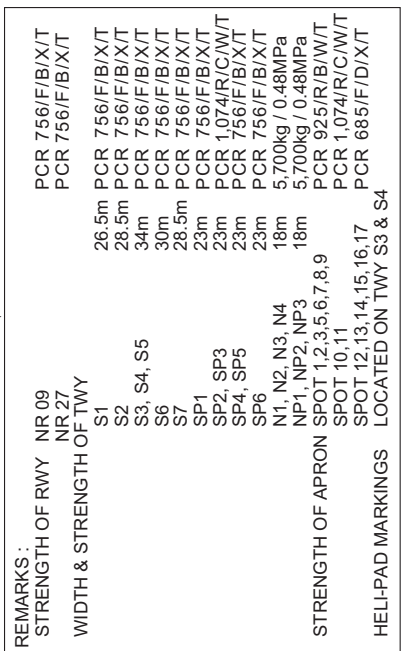 REMARKS :
STRENGTH OF RWY NR 09 PCR 756/F/B/X/T
NR 27 PCR 756/F/B/X/T
WIDTH & STRENGTH OF TWY
S1 26.5m PCR 756/F/B/X/T
S2 28.5m PCR 756/F/B/X/T
S3, S4, S5 34m PCR 756/F/B/X/T
S6 30m PCR 756/F/B/X/T
S7 28.5m PCR 756/F/B/X/T
SP1 23m PCR 756/F/B/X/T
SP2, SP3 23m PCR 1,074/R/C/W/T
SP4, SP5 23m PCR 756/F/B/X/T
SP6 23m PCR 756/F/B/X/T
N1, N2, N3, N4 18m 5,700kg / 0.48MPa
NP1, NP2, NP3 18m 5,700kg / 0.48MPa
STRENGTH OF APRON SPOT 1,2,3,5,6,7,8,9 PCR 925/R/B/W/T
SPOT 10,11 PCR 1,074/R/C/W/T
SPOT 12,13,14,15,16,17 PCR 685/F/D/X/T
HELI-PAD MARKINGS LOCATED ON TWY S3 & S4